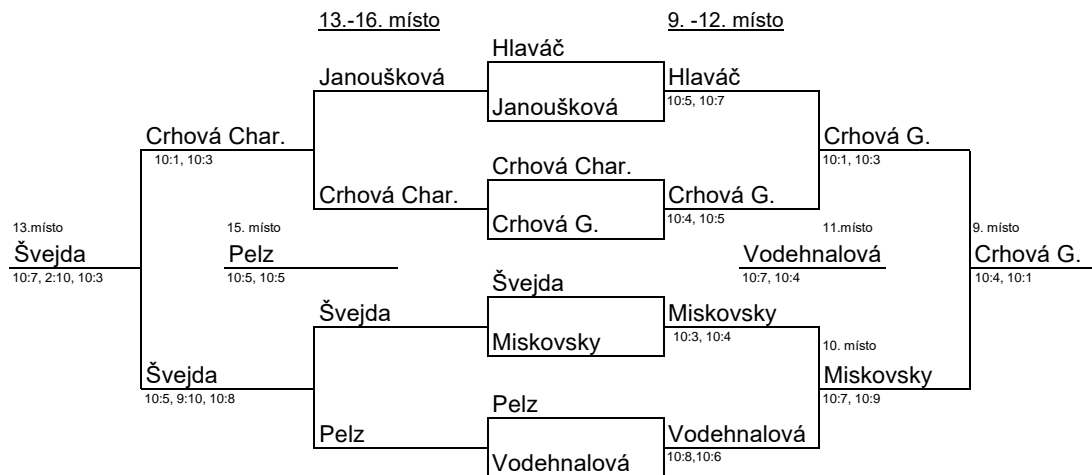 13.-16. místo
9. -12. místo
Hlaváč
Janoušková
Hlaváč
10:5, 10:7
Janoušková
Crhová Char.
10:1, 10:3
Crhová G.
10:1, 10:3
Crhová Char.
Crhová Char.
Crhová G.
10:4, 10:5
Crhová G.
13.místo
Švejda
10:7, 2:10, 10:3
15. místo
Pelz
10:5, 10:5
11.místo
Vodehnalová
10:7, 10:4
9. místo
Crhová G.
10:4, 10:1
Švejda
Švejda
Miskovsky
10:3, 10:4
Miskovsky
10. místo
Švejda
10:5, 9:10, 10:8
Miskovsky
10:7, 10:9
Pelz
Pelz
Vodehnalová
10:8,10:6
Vodehnalová